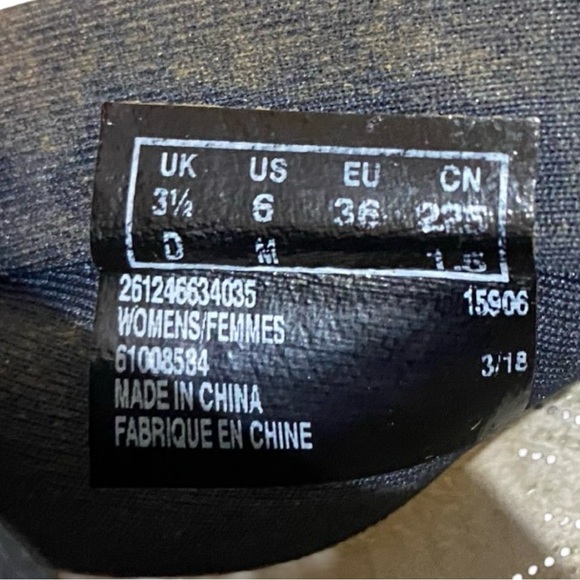 UK US EU CN
3½ 6 36 225
D M 1.5
261246634035 15906
WOMENS/FEMMES
61008534 3/18
MADE IN CHINA
FABRIQUE EN CHINE